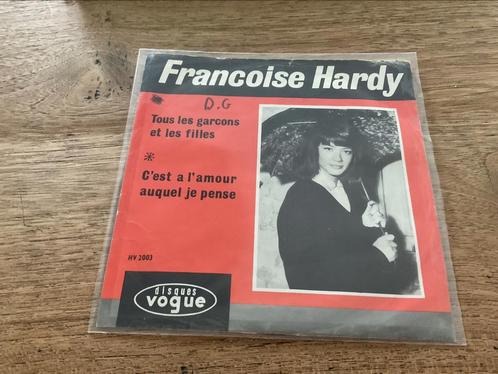 Francoise Hardy
D.G
Tous les garcons
et les filles
*
C'est a l'amour
auquel je pense
HV 2003
disques
vogue